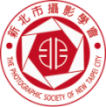 新北市攝影學會
THE PHOTOGRAPHIC SOCIETY OF NEW TAIPEI CITY